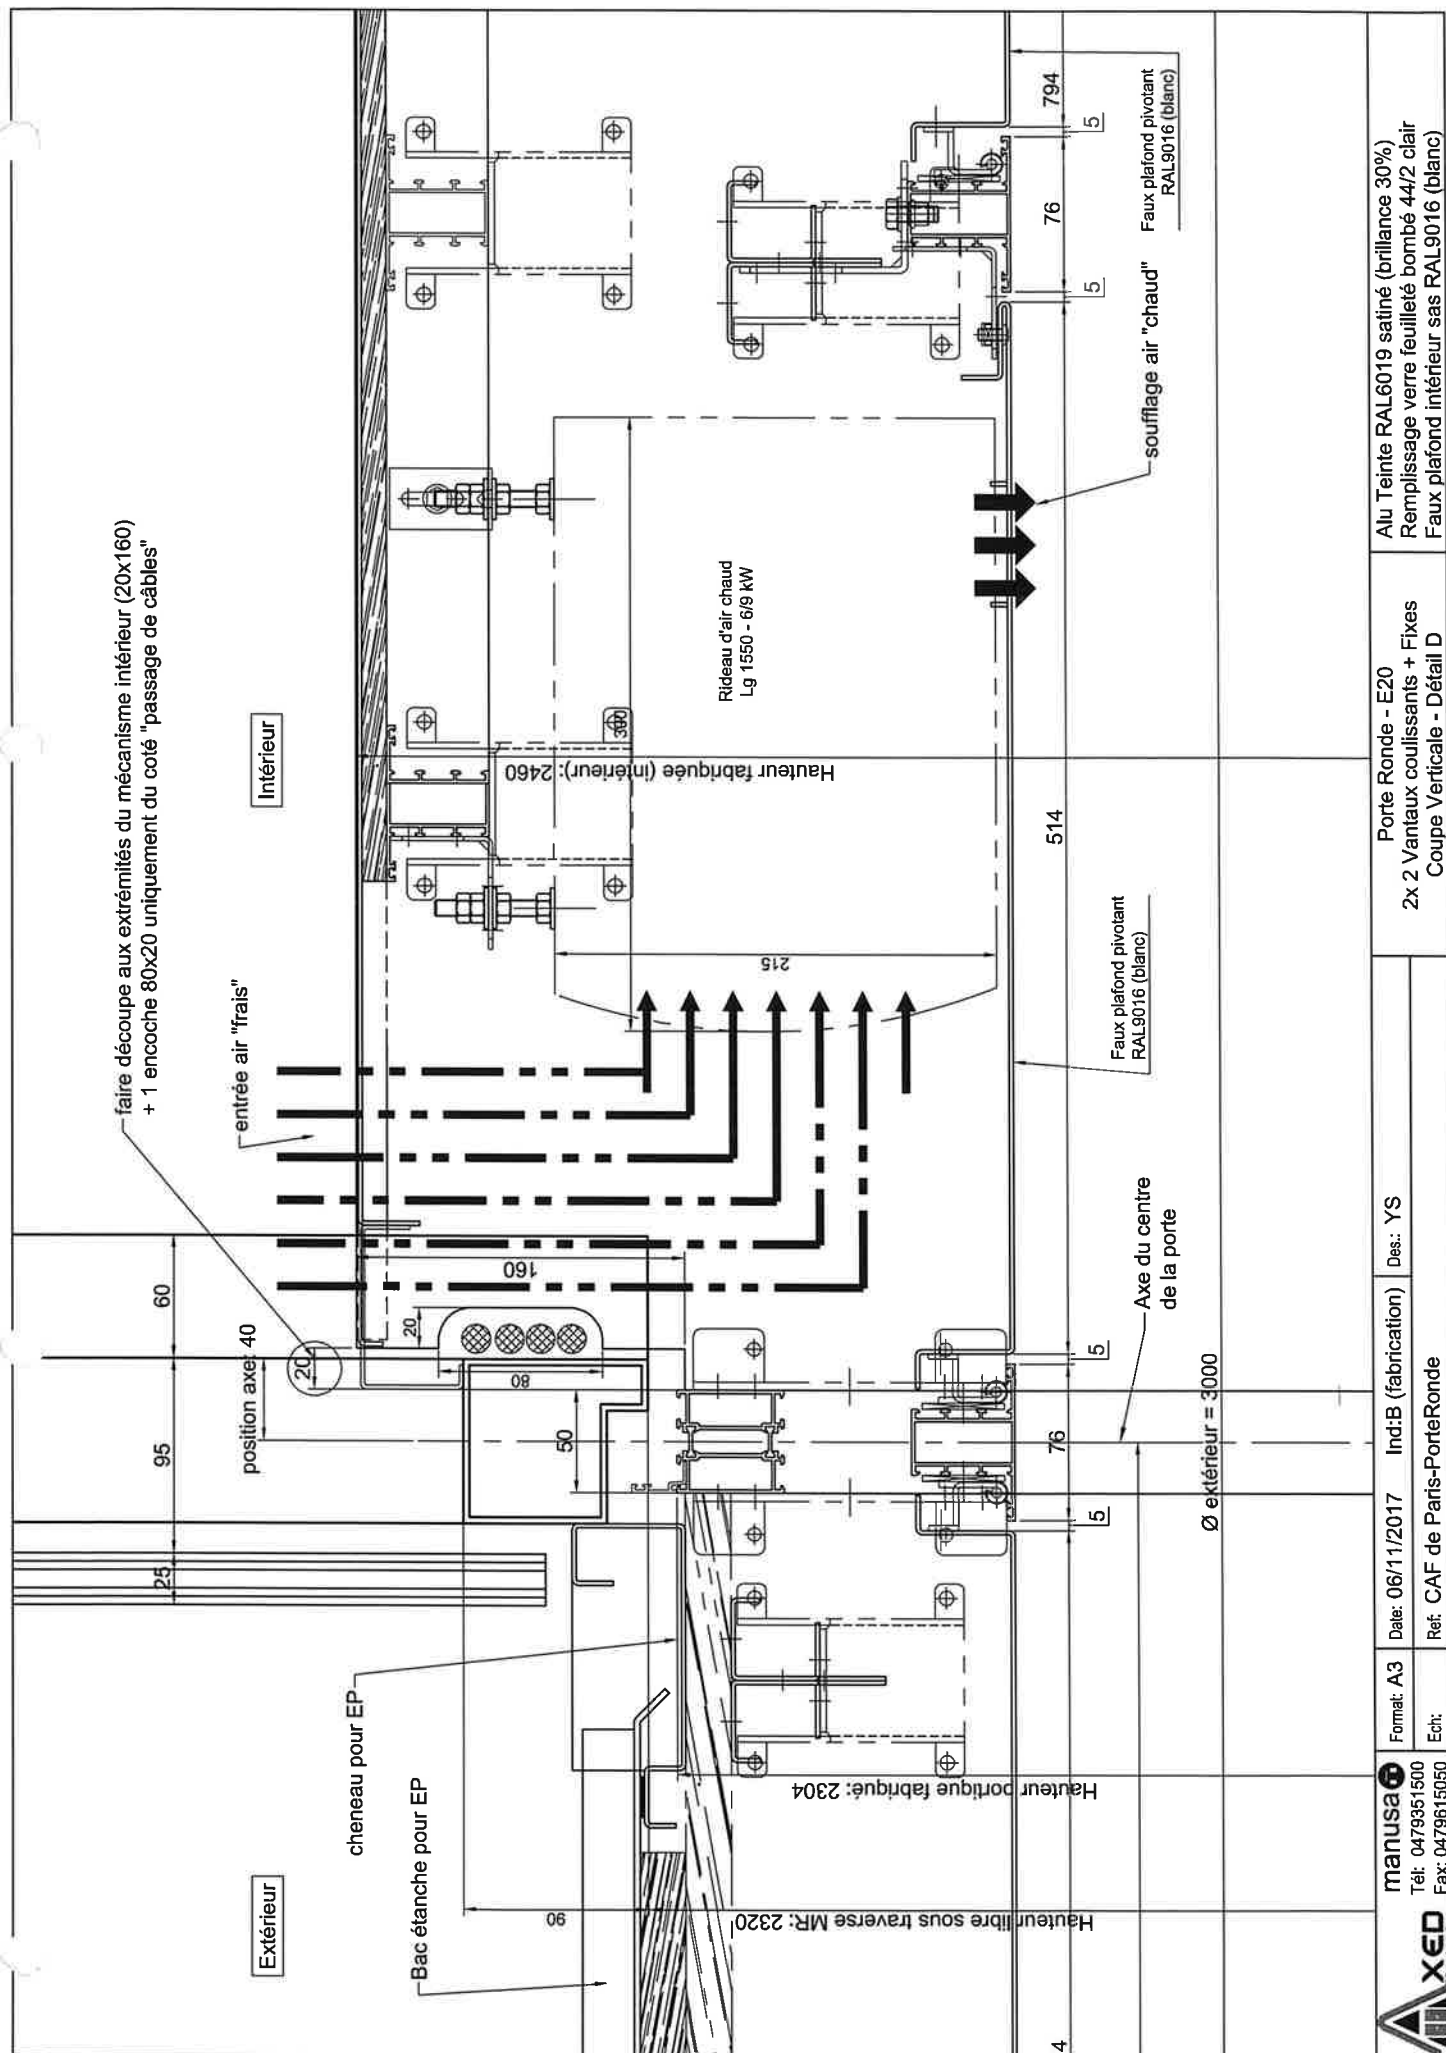 faire découpe aux extrémités du mécanisme intérieur (20x160)
+ 1 encoche 80x20 uniquement du coté "passage de câbles"
Extérieur
Intérieur
entrée air "frais"
cheneau pour EP
Bac étanche pour EP
25
95
60
position axe: 40
20
20
80
160
50
90
Rideau d'air chaud
Lg 1550 - 6/9 kW
215
Hauteur fabriquée (intérieur): 2460
Hauteur portique fabriqué: 2304
Hauteur libre sous traverse MR: 2320
soufflage air "chaud"
Faux plafond pivotant
RAL9016 (blanc)
Faux plafond pivotant
RAL9016 (blanc)
Axe du centre
de la porte
4
5
76
5
514
5
76
5
794
Ø extérieur = 3000
AXED
manusa
Tél: 0479351500
Fax: 0479615050
Format: A3
Ech:
Date: 06/11/2017
Ind:B (fabrication)
Des.: YS
Ref: CAF de Paris-PorteRonde
Porte Ronde - E20
2x 2 Vantaux coulissants + Fixes
Coupe Verticale - Détail D
Alu Teinte RAL6019 satiné (brillance 30%)
Remplissage verre feuilleté bombé 44/2 clair
Faux plafond intérieur sas RAL9016 (blanc)